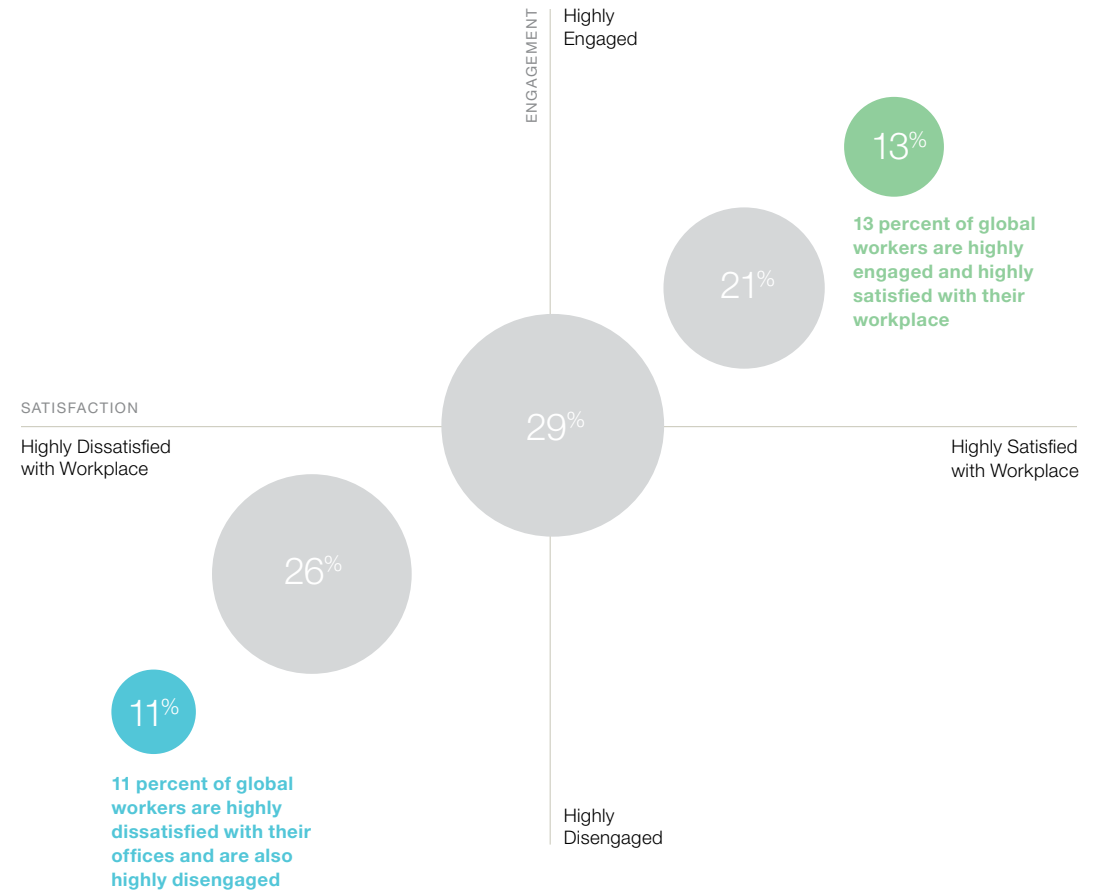 ENGAGEMENT
Highly
Engaged
13%
13 percent of global
workers are highly
engaged and highly
satisfied with their
workplace
21%
29%
SATISFACTION
Highly Dissatisfied
with Workplace
Highly Satisfied
with Workplace
26%
11%
11 percent of global
workers are highly
dissatisfied with their
offices and are also
highly disengaged
Highly
Disengaged